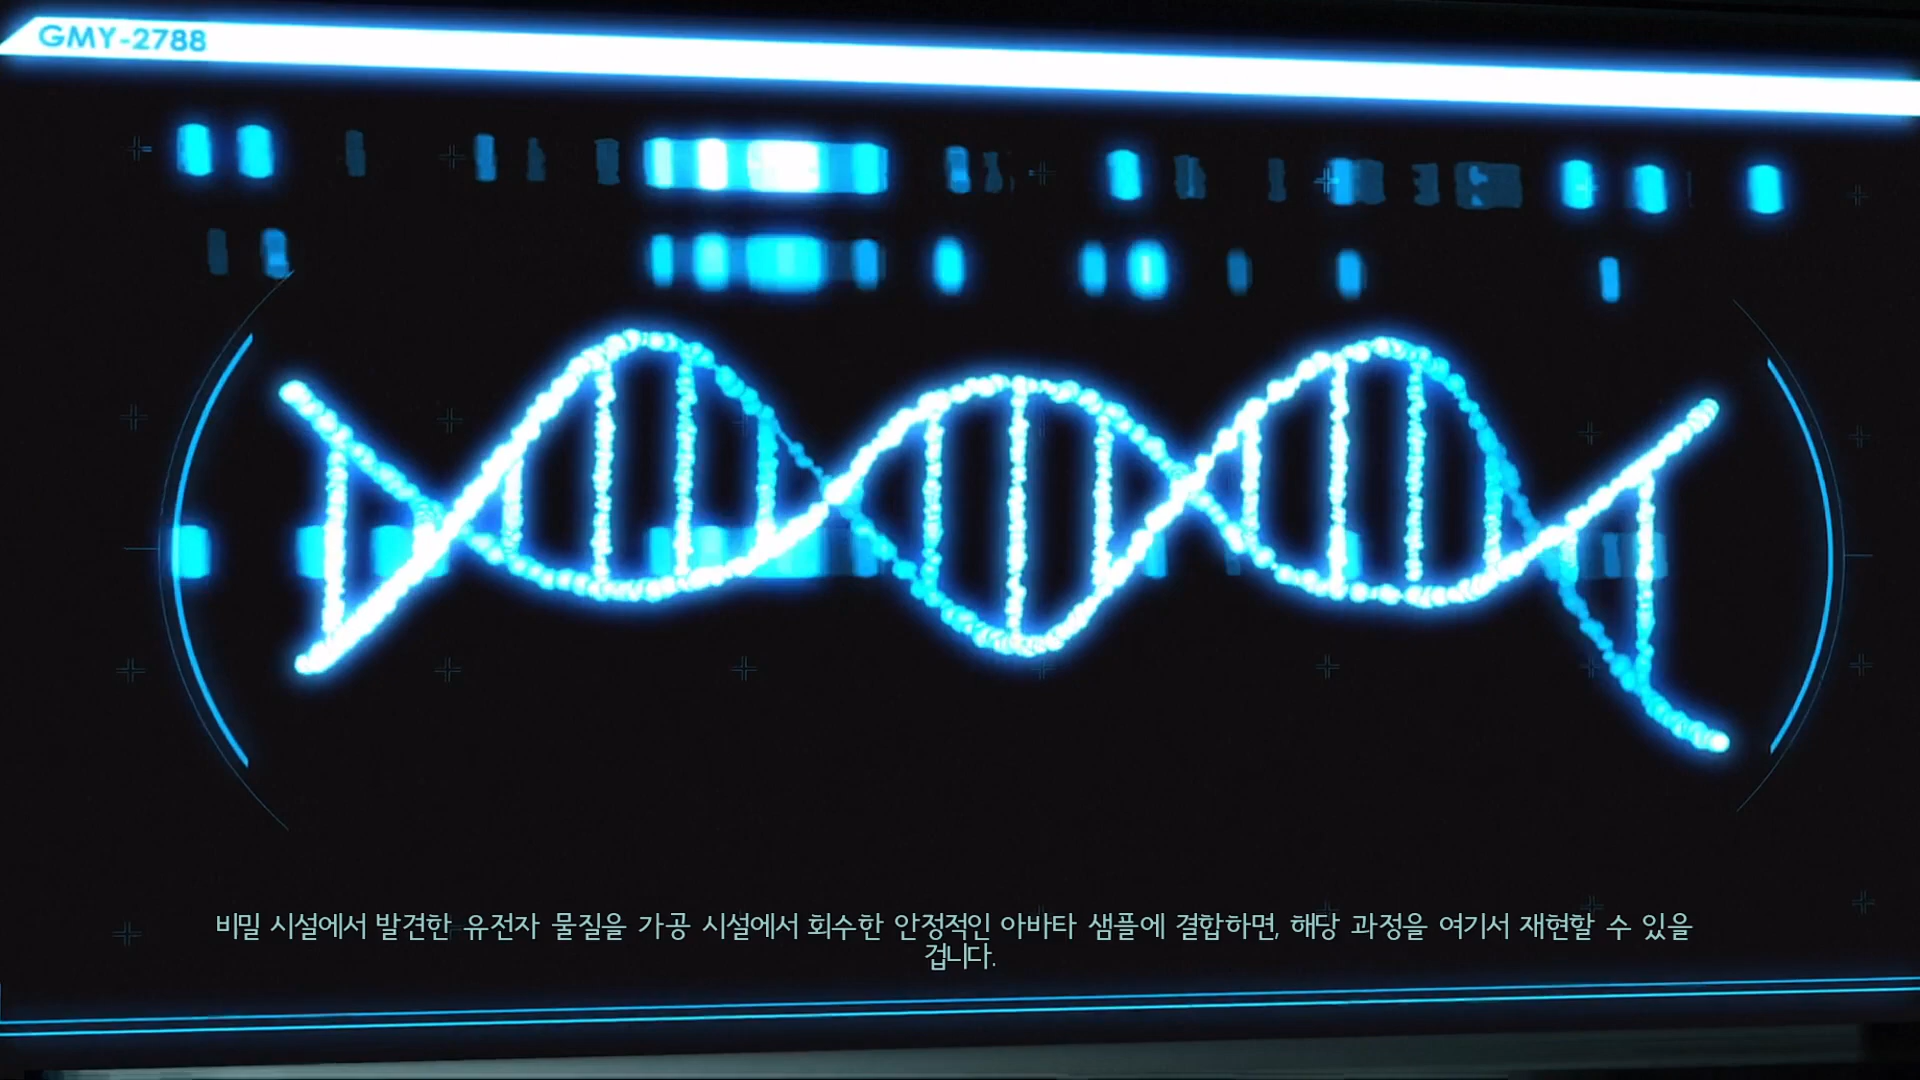 GMY-2788
비밀 시설에서 발견한 유전자 물질을 가공 시설에서 회수한 안정적인 아바타 샘플에 결합하면, 해당 과정을 여기서 재현할 수 있을
겁니다.